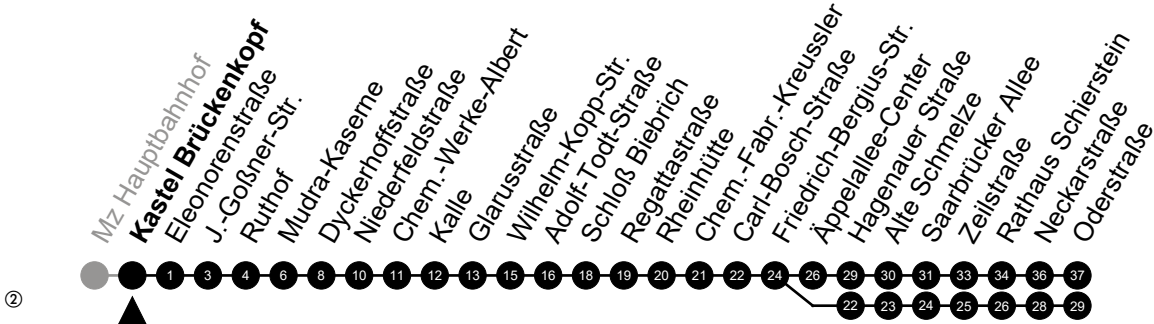 Mz Hauptbahnhof
Kastel Brückenkopf
Eleonorenstraße
J.-Goßner-Str.
Ruthof
Mudra-Kaserne
Dyckerhoffstraße
Niederfeldstraße
Chem.-Werke-Albert
Kalle
Glarusstraße
Wilhelm-Kopp-Str.
Adolf-Todt-Straße
Schloß Biebrich
Regattastraße
Rheinhütte
Chem.-Fabr.-Kreussler
Carl-Bosch-Straße
Friedrich-Bergius-Str.
Äppelallee-Center
Hagenauer Straße
Alte Schmelze
Saarbrücker Allee
Zeilstraße
Rathaus Schierstein
Neckarstraße
Oderstraße
1 3 4 6 8 10 11 12 13 15 16 18 19 20 21 22 24 26 29 30 31 33 34 36 37
② 22 23 24 25 26 28 29